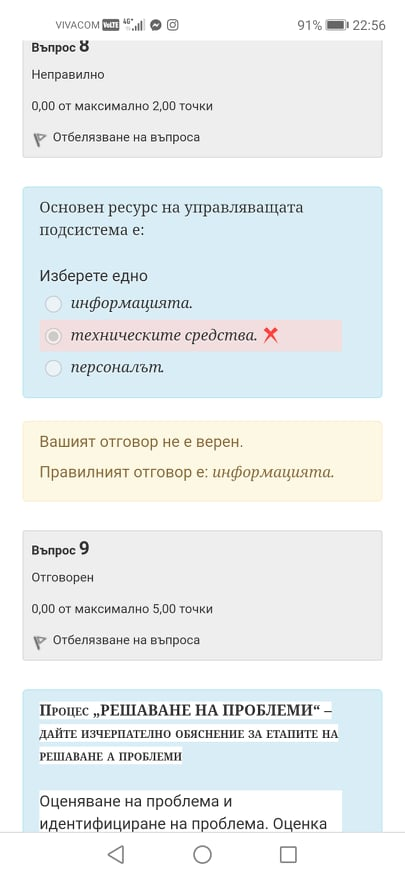 VIVACOM VoLTE 4G+ 91% 22:56
Въпрос 8
Неправилно
0,00 от максимално 2,00 точки
Отбелязване на въпроса
Основен ресурс на управляващата
подсистема е:
Изберете едно
информацията.
техническите средства.
персоналът.
Вашият отговор не е верен.
Правилният отговор е: информацията.
Въпрос 9
Отговорен
0,00 от максимално 5,00 точки
Отбелязване на въпроса
Процес „РЕШАВАНЕ НА ПРОБЛЕМИ“ –
ДАЙТЕ ИЗЧЕРПАТЕЛНО ОБЯСНЕНИЕ ЗА ЕТАПИТЕ НА
РЕШАВАНЕ А ПРОБЛЕМИ
Оценяване на проблема и
идентифициране на проблема. Оценка